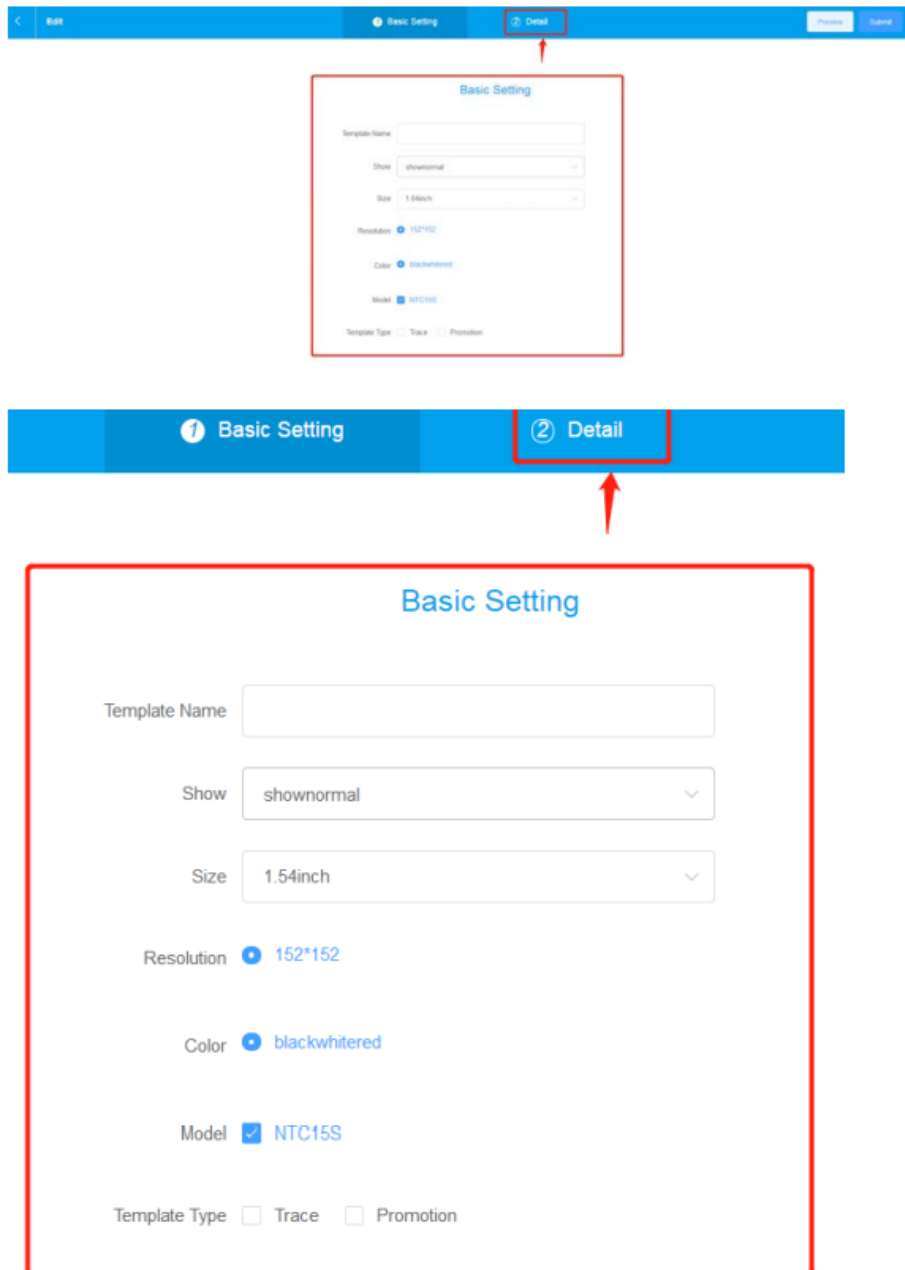 Edit
1 Basic Setting
2 Detail
Preview
Submit
Basic Setting
Template Name
Show shownormal
Size 1.54inch
Resolution 152*152
Color blackwhitered
Model NTC15S
Template Type Trace Promotion
1 Basic Setting
2 Detail
Basic Setting
Template Name
Show shownormal
Size 1.54inch
Resolution 152*152
Color blackwhitered
Model NTC15S
Template Type Trace Promotion